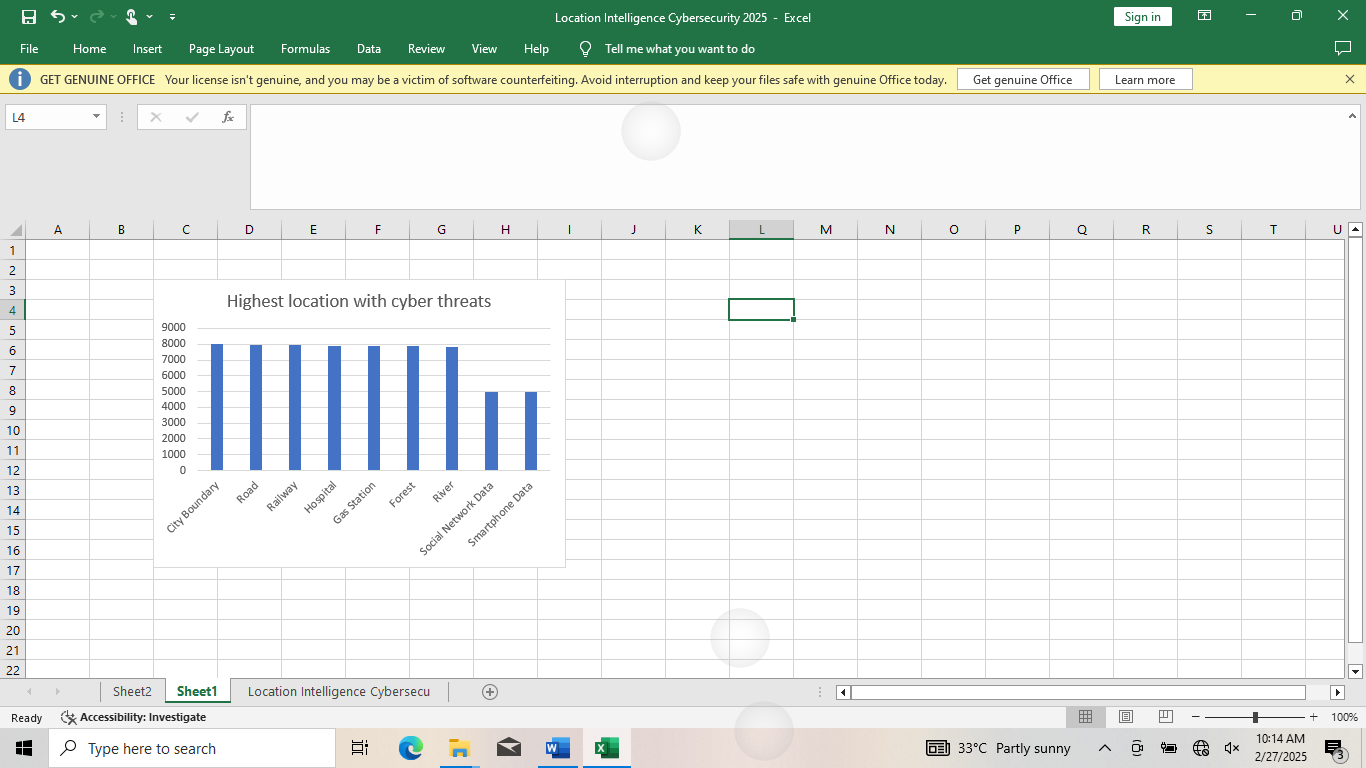 Location Intelligence Cybersecurity 2025 - Excel
Sign in
File Home Insert Page Layout Formulas Data Review View Help Tell me what you want to do
GET GENUINE OFFICE Your license isn't genuine, and you may be a victim of software counterfeiting. Avoid interruption and keep your files safe with genuine Office today. Get genuine Office Learn more
L4 fx
A B C D E F G H I J K L M N O P Q R S T U
1
2
3
4
5
6
7
8
9
10
11
12
13
14
15
16
17
18
19
20
21
22
Highest location with cyber threats
9000
8000
7000
6000
5000
4000
3000
2000
1000
0
City Boundary
Road
Railway
Hospital
Gas Station
Forest
River
Social Network Data
Smartphone Data
Sheet2 Sheet1 Location Intelligence Cybersecu
Ready Accessibility: Investigate 100%
Type here to search
33°C Partly sunny
10:14 AM
2/27/2025
3